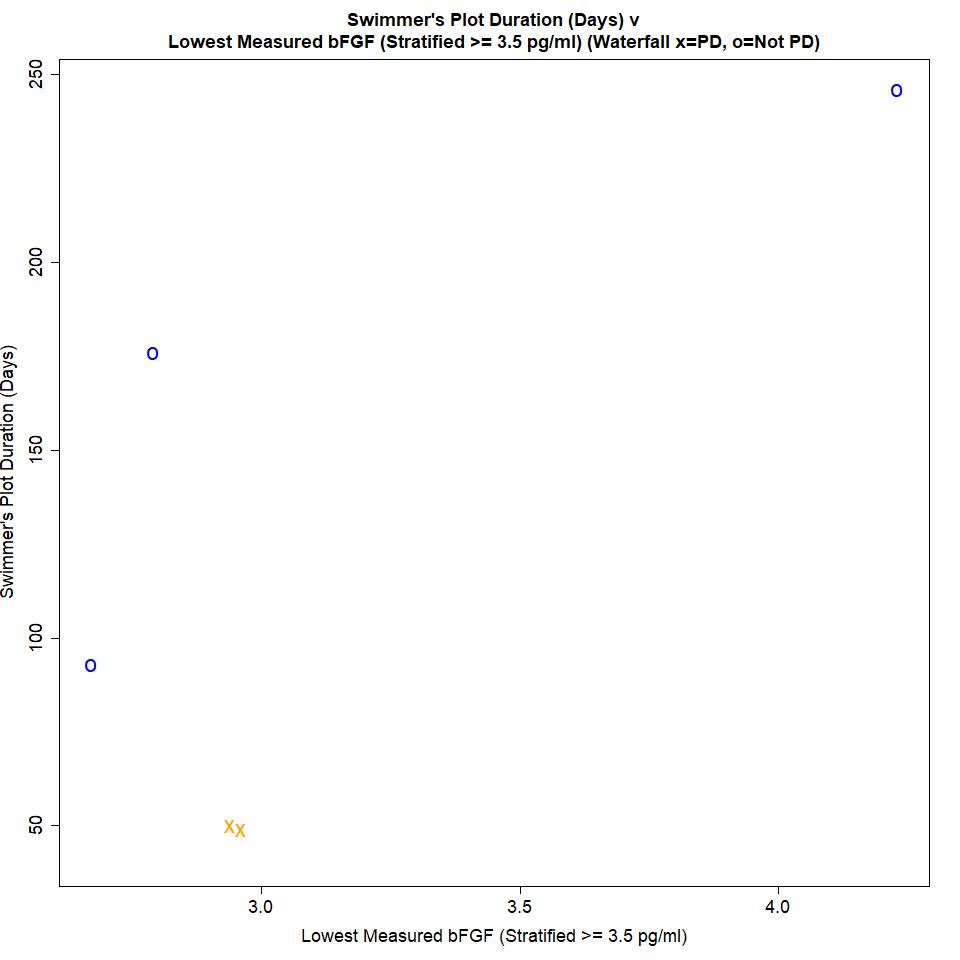 Swimmer's Plot Duration (Days) v
Lowest Measured bFGF (Stratified >= 3.5 pg/ml) (Waterfall x=PD, o=Not PD)
Swimmer's Plot Duration (Days)
250
200
150
100
50
o
o
o
x
x
3.0
3.5
4.0
Lowest Measured bFGF (Stratified >= 3.5 pg/ml)